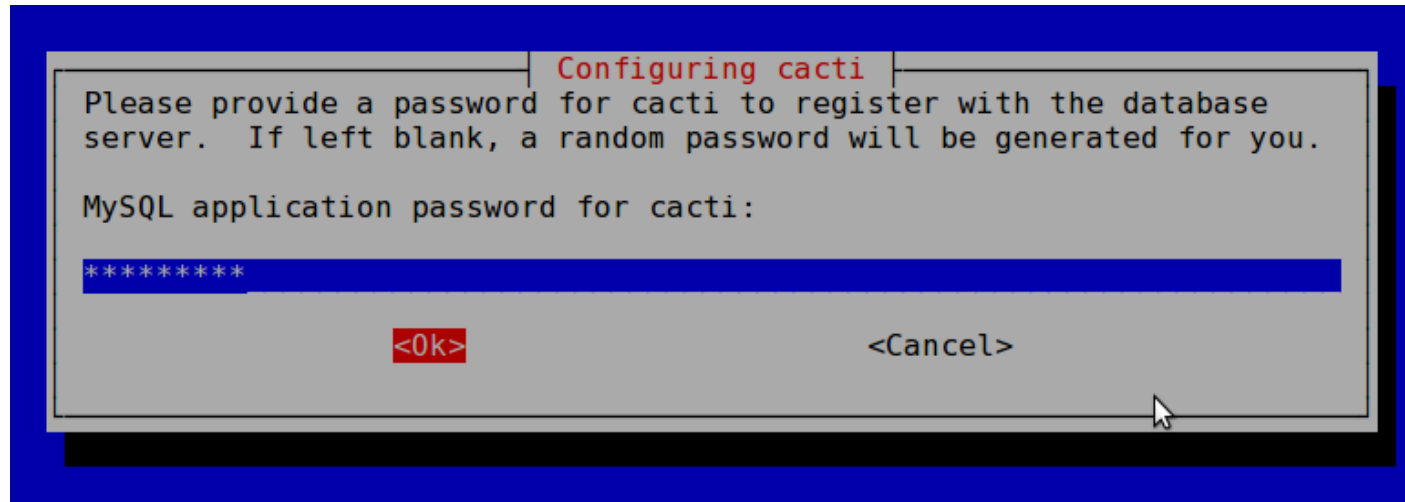 Configuring cacti
Please provide a password for cacti to register with the database
server.  If left blank, a random password will be generated for you.
MySQL application password for cacti:
*********
<Ok> <Cancel>